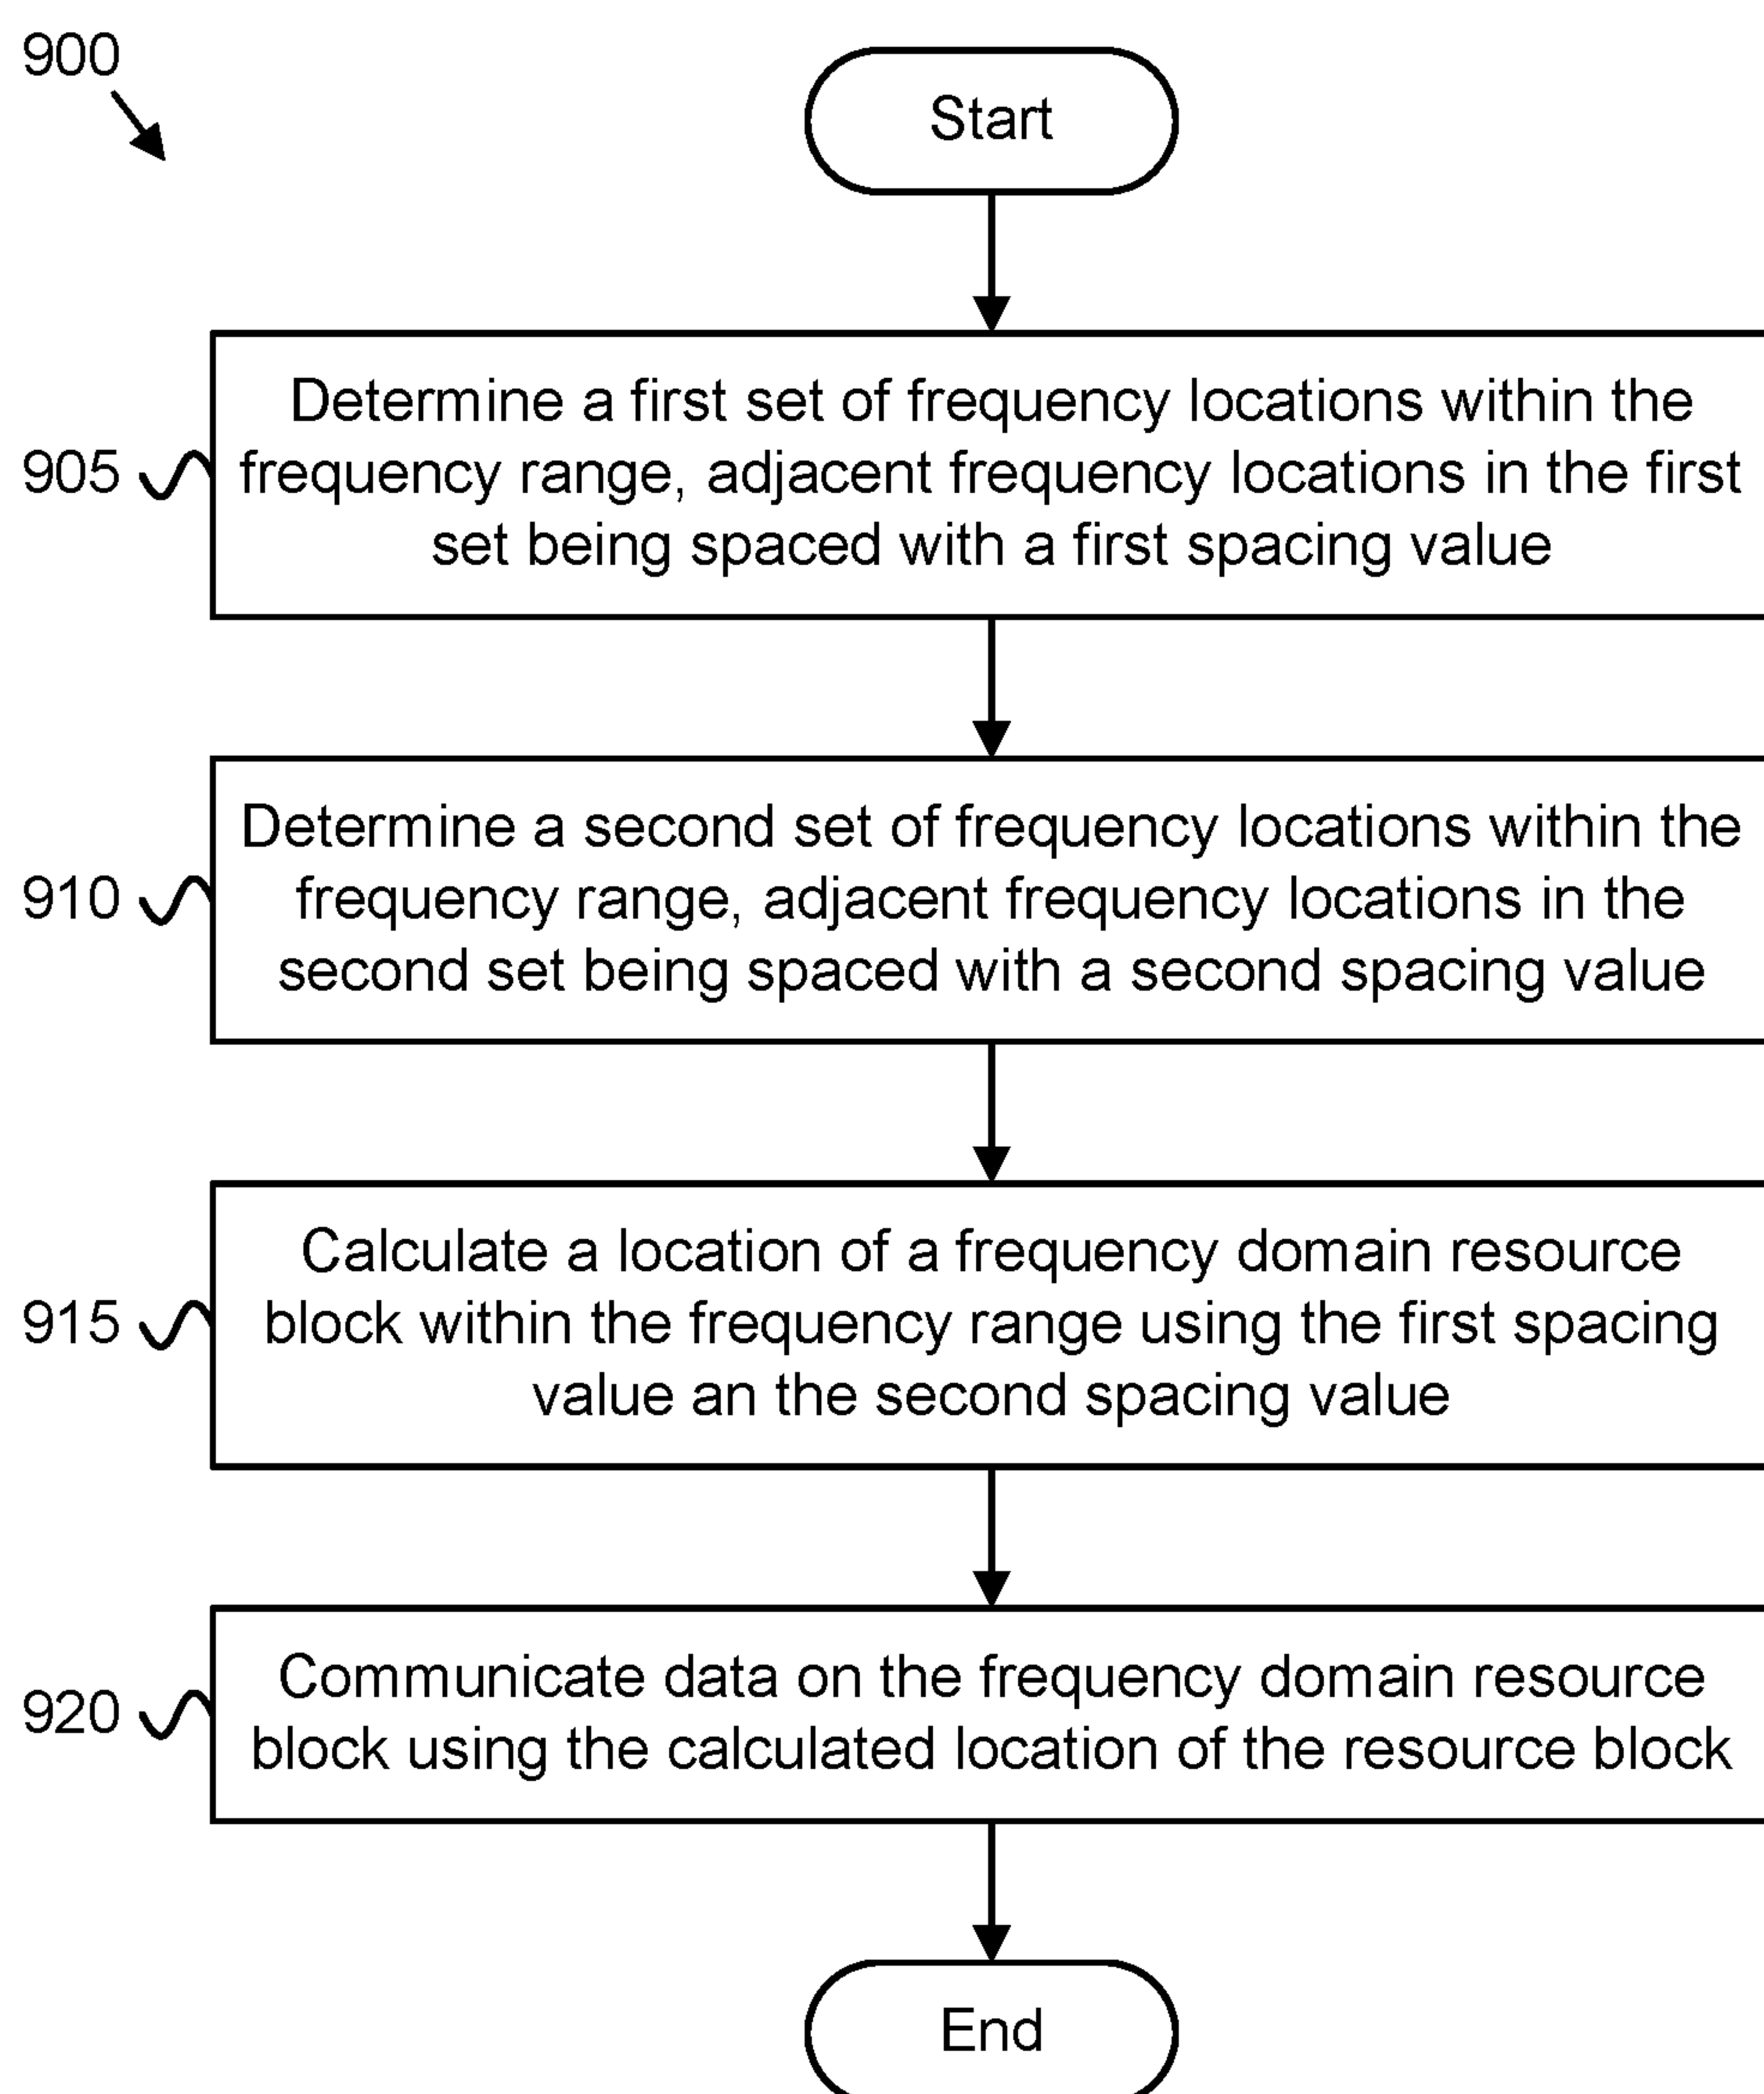 900
Start
Determine a first set of frequency locations within the
905
frequency range, adjacent frequency locations in the first
set being spaced with a first spacing value
Determine a second set of frequency locations within the
910
frequency range, adjacent frequency locations in the
second set being spaced with a second spacing value
Calculate a location of a frequency domain resource
915
block within the frequency range using the first spacing
value an the second spacing value
Communicate data on the frequency domain resource
920
block using the calculated location of the resource block
End